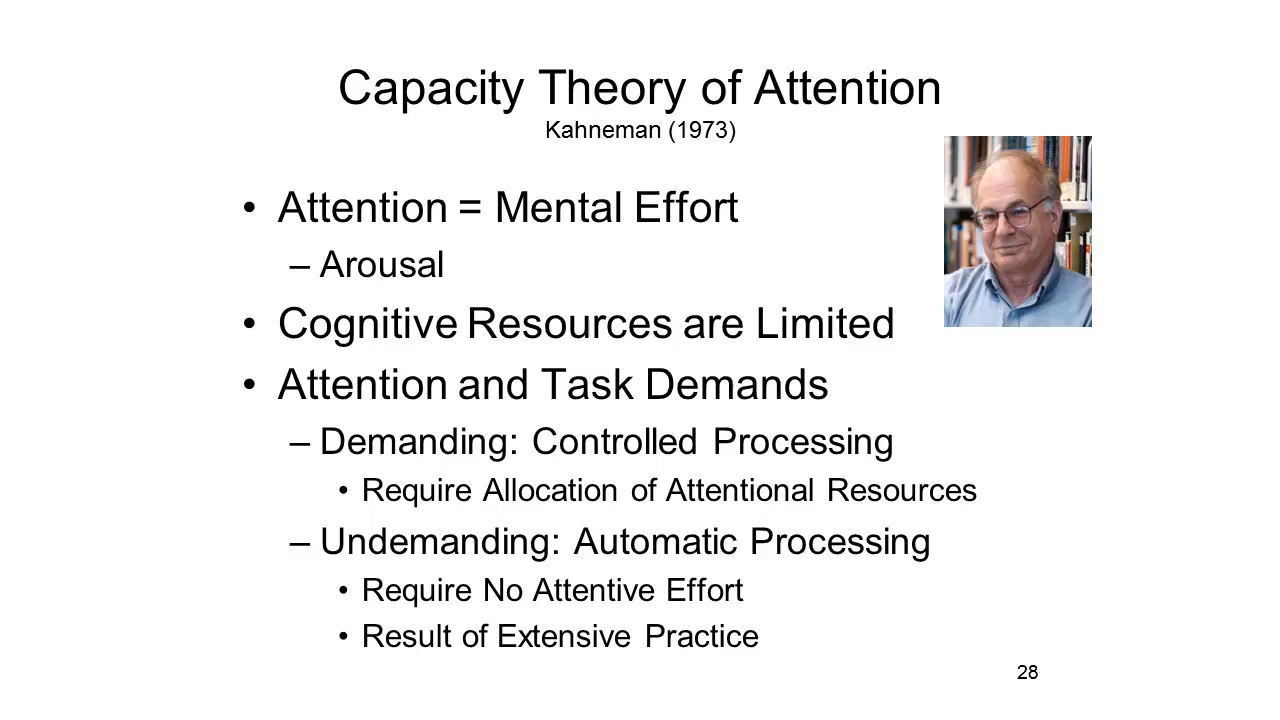 Capacity Theory of Attention
Kahneman (1973)
• Attention = Mental Effort
– Arousal
• Cognitive Resources are Limited
• Attention and Task Demands
– Demanding: Controlled Processing
• Require Allocation of Attentional Resources
– Undemanding: Automatic Processing
• Require No Attentive Effort
• Result of Extensive Practice
28